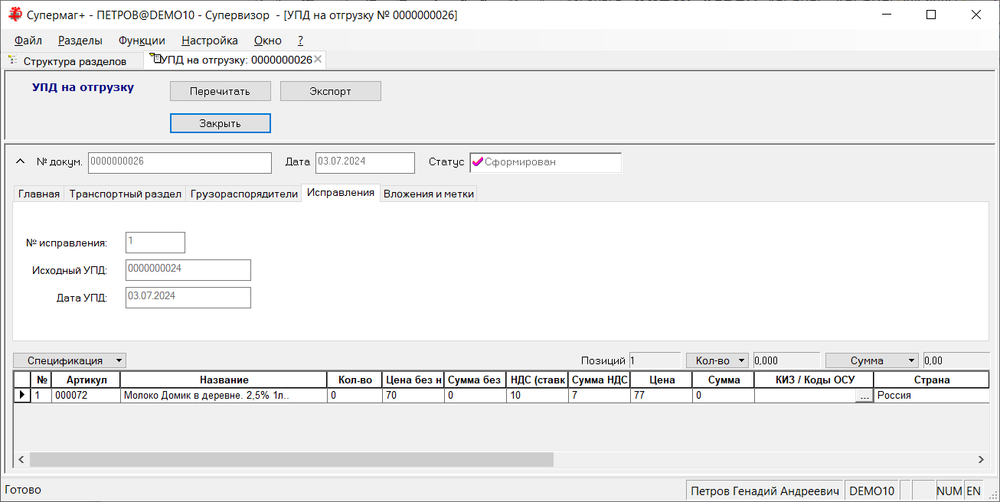 Супермаг+ - ПЕТРОВ@DEMO10 - Супервизор - [УПД на отгрузку № 0000000026]
Файл Разделы Функции Настройка Окно ?
Структура разделов УПД на отгрузку: 0000000026
УПД на отгрузку Перечитать Экспорт
Закрыть
№ докум. 0000000026 Дата 03.07.2024 Статус Сформирован
Главная Транспортный раздел Грузораспорядители Исправления Вложения и метки
№ исправления: 1
Исходный УПД: 0000000024
Дата УПД: 03.07.2024
Спецификация Позиций 1 Кол-во 0,000 Сумма 0,00
№ Артикул Название Кол-во Цена без н Сумма без НДС (ставк Сумма НДС Цена Сумма КИЗ / Коды ОСУ Страна
1 000072 Молоко Домик в деревне. 2,5% 1л.. 0 70 0 10 7 77 0 ... Россия
Готово Петров Генадий Андреевич DEMO10 NUM EN